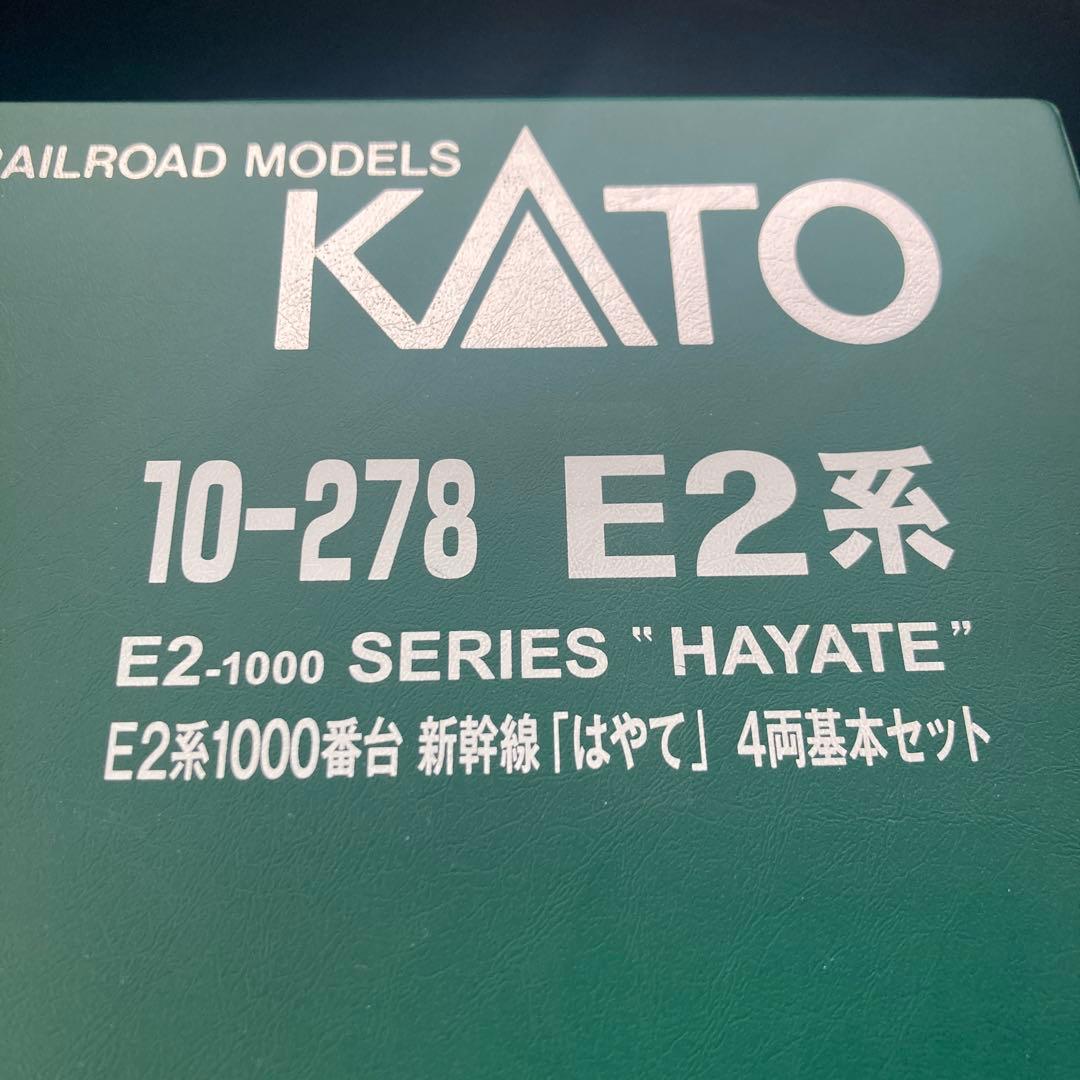 RAILROAD MODELS
KATO
10-278 E2系
E2-1000 SERIES "HAYATE"
E2系1000番台 新幹線「はやて」 4両基本セット